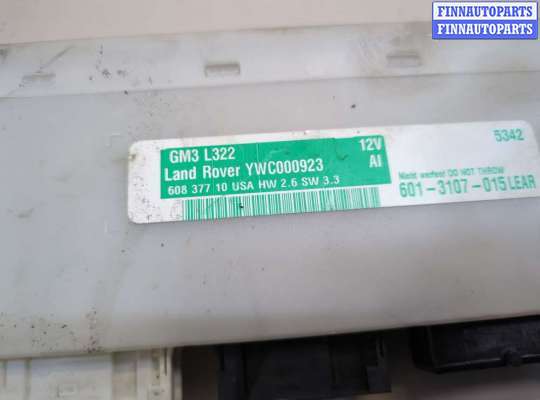 FINNAUTOPARTS
FINNAUTOPARTS
GM3 L322
12V
Land Rover YWC000923
AI
608 377 10 USA HW 2.6 SW 3.3
5342
Nicht werfen! DO NOT THROW
601-3107-015 LEAR